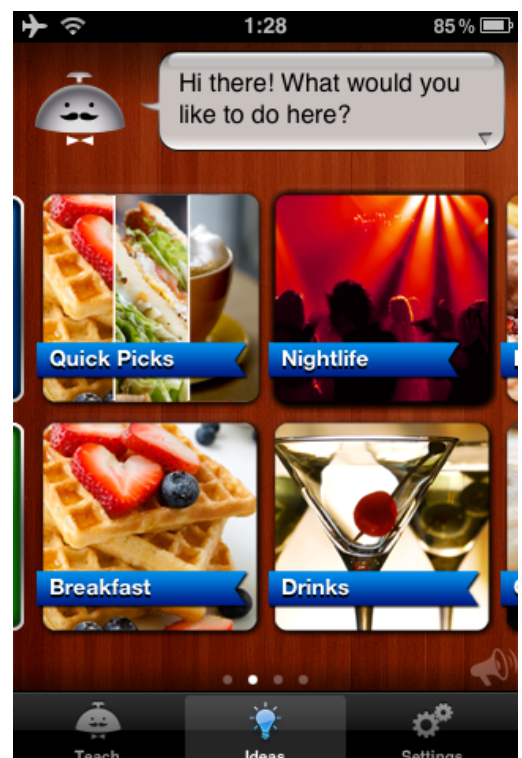 1:28
85%
Hi there! What would you
like to do here?
Quick Picks
Nightlife
Breakfast
Drinks
Teach
Ideas
Settings